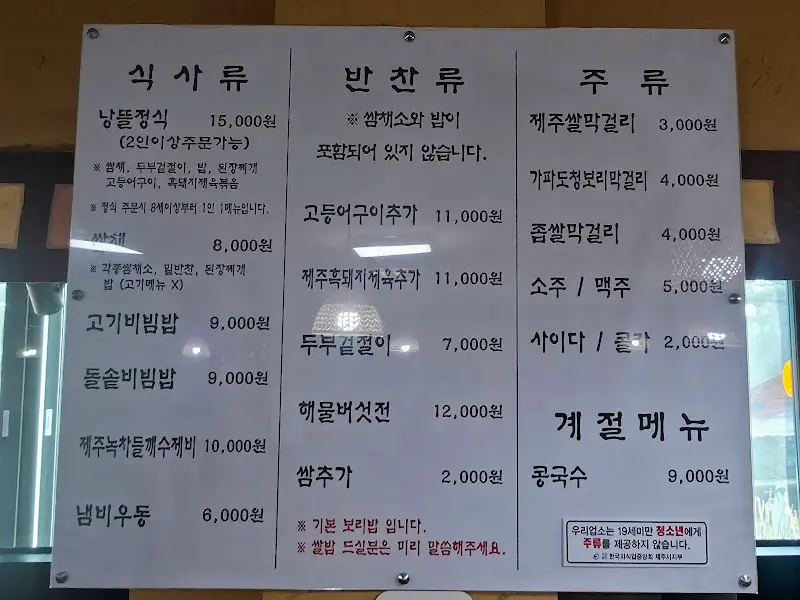 식사류
낭뜰정식 15,000원
(2인이상주문가능)
※ 쌈채, 두부겉절이, 밥, 된장찌개
고등어구이, 흑돼지제육볶음
※ 정식 주문시 8세이상부터 1인 1메뉴입니다.
쌈채 8,000원
※ 각종쌈채소, 밑반찬, 된장찌개
밥 (고기메뉴 X)
고기비빔밥 9,000원
돌솥비빔밥 9,000원
제주녹차들깨수제비 10,000원
냄비우동 6,000원
반찬류
※ 쌈채소와 밥이
포함되어 있지 않습니다.
고등어구이추가 11,000원
제주흑돼지제육추가 11,000원
두부겉절이 7,000원
해물버섯전 12,000원
쌈추가 2,000원
※ 기본 보리밥 입니다.
※ 쌀밥 드실분은 미리 말씀해주세요.
주류
제주쌀막걸리 3,000원
가파도청보리막걸리 4,000원
좁쌀막걸리 4,000원
소주 / 맥주 5,000원
사이다 / 콜라 2,000원
계절메뉴
콩국수 9,000원
우리업소는 19세미만 청소년에게
주류를 제공하지 않습니다.
한국외식업중앙회 제주시지부